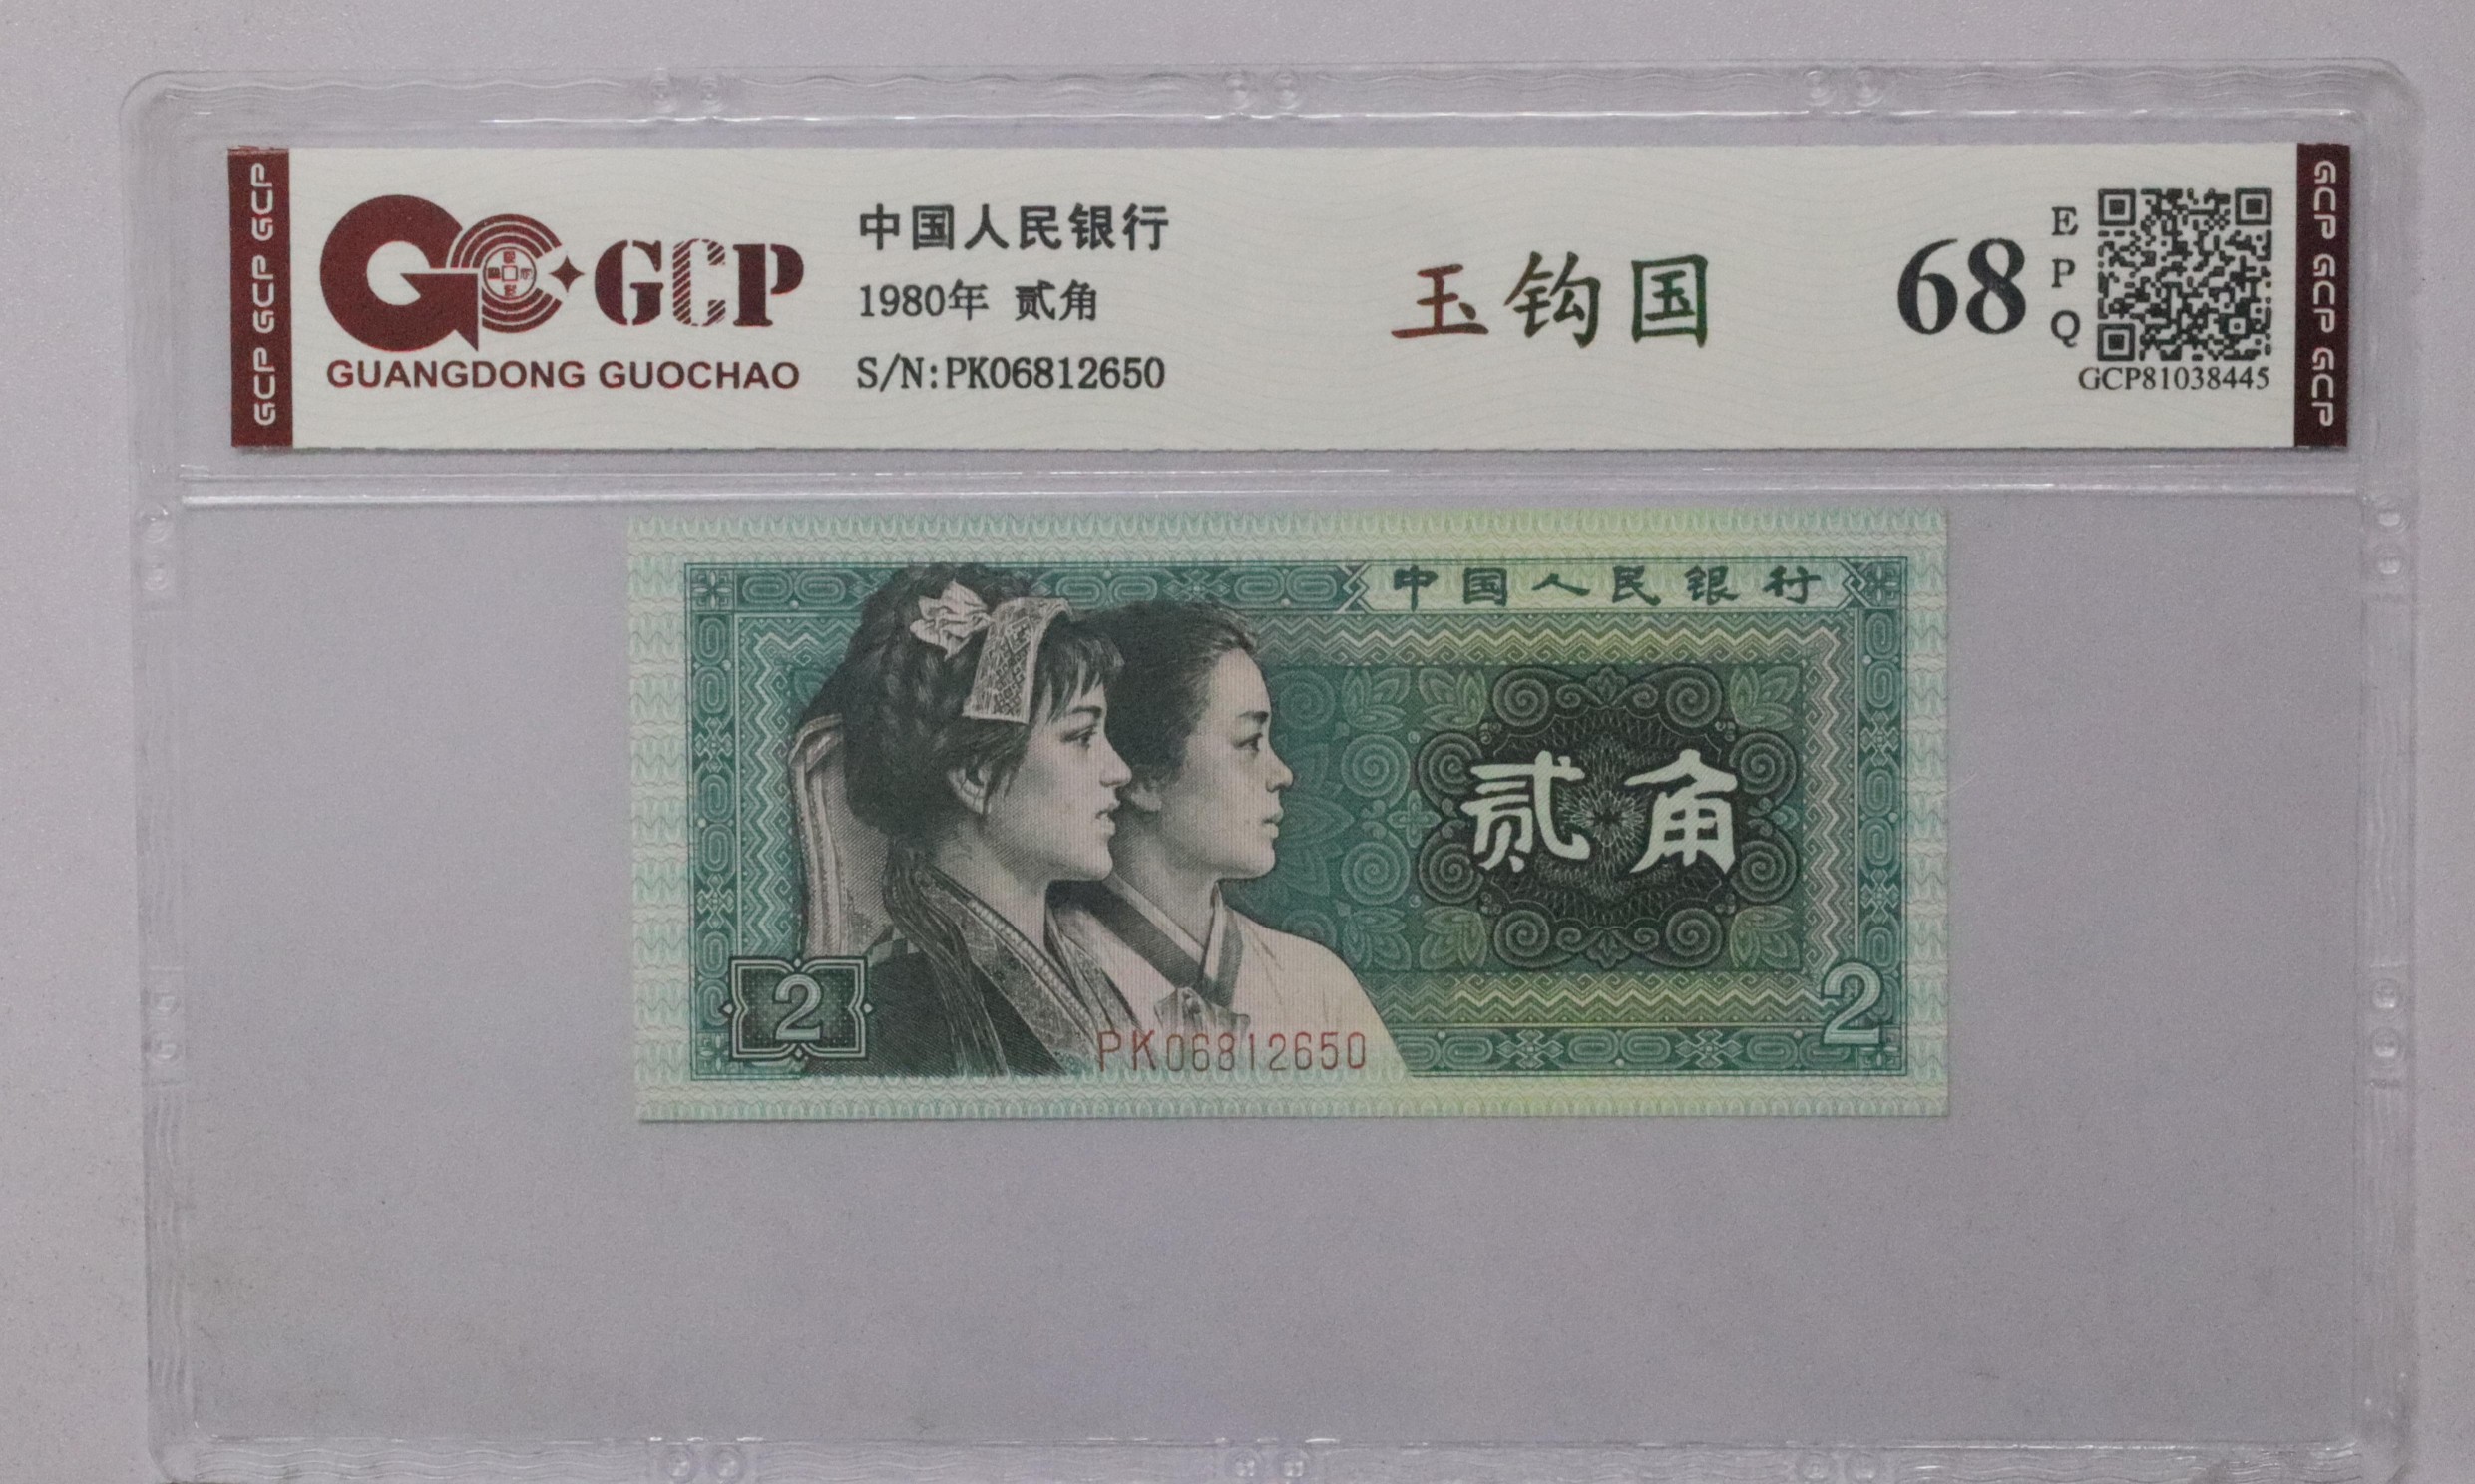 GCP GCP GCP
GCP
GUANGDONG GUOCHAO
中国人民银行
1980年 贰角
S/N:PK06812650
玉钩国
68
EPQ
GCP81038445
GCP GCP GCP
中国人民银行
贰角
2
2
PK06812650